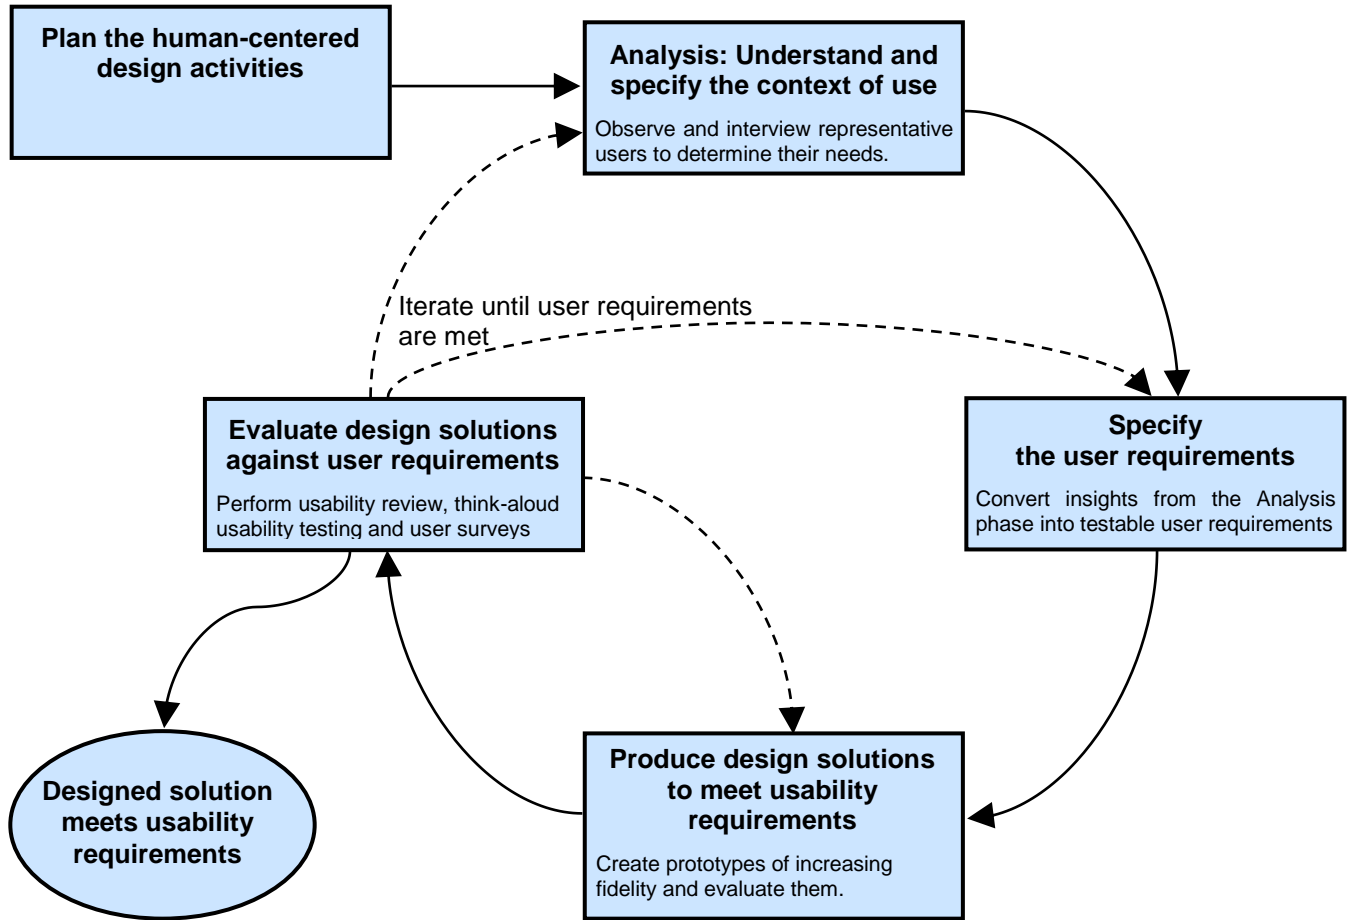 Plan the human-centered
design activities
Analysis: Understand and
specify the context of use
Observe and interview representative
users to determine their needs.
Iterate until user requirements
are met
Evaluate design solutions
against user requirements
Perform usability review, think-aloud
usability testing and user surveys
Specify
the user requirements
Convert insights from the Analysis
phase into testable user requirements
Designed solution
meets usability
requirements
Produce design solutions
to meet usability
requirements
Create prototypes of increasing
fidelity and evaluate them.